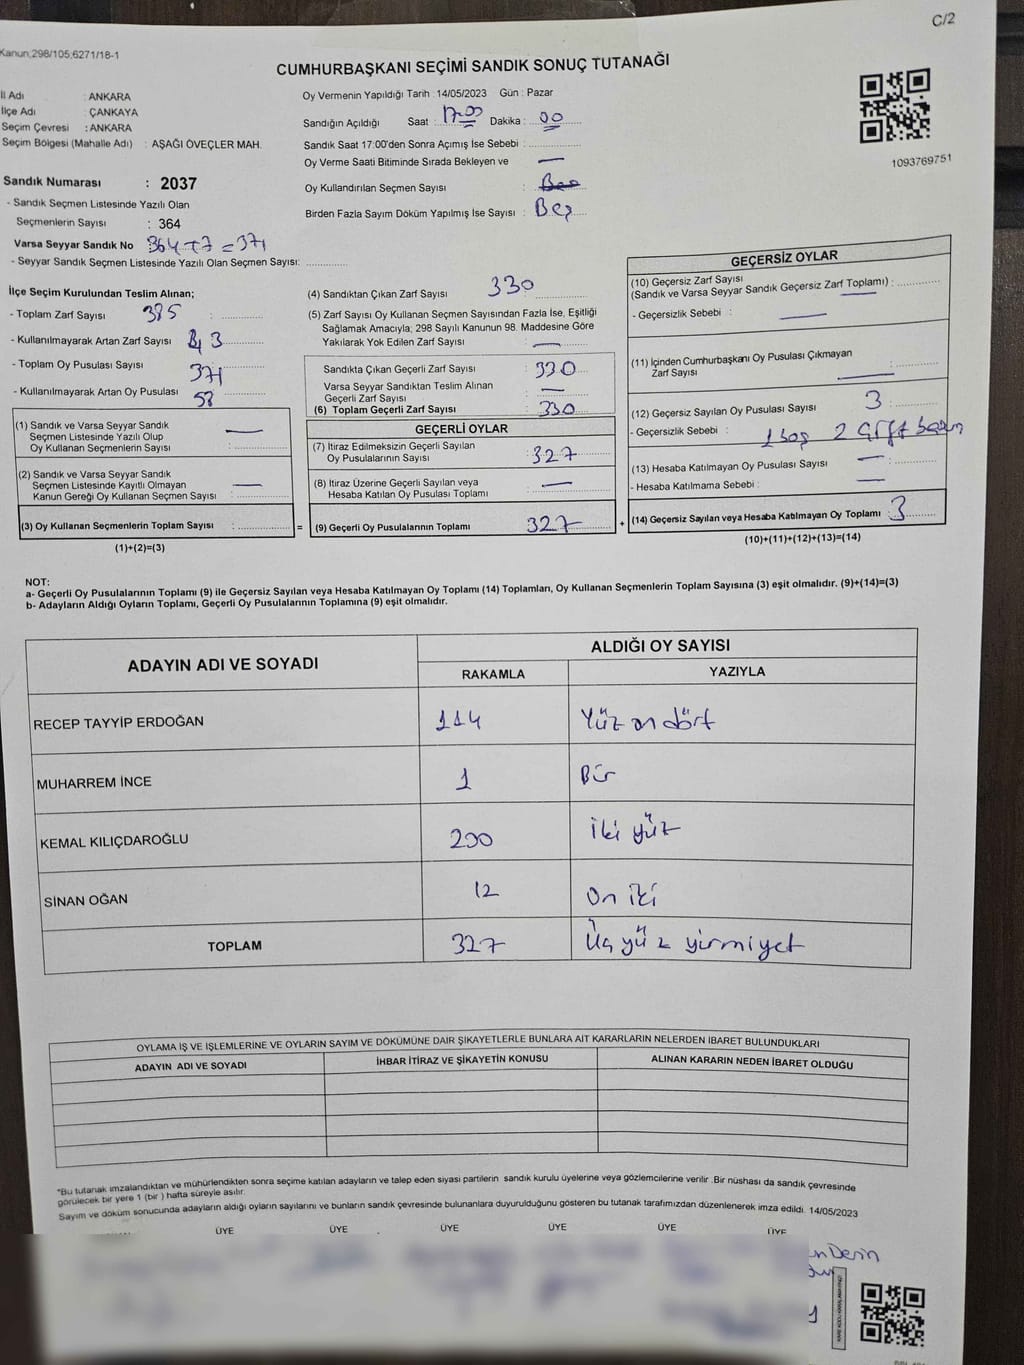 C/2
Kanun,298/105,6271/18-1
CUMHURBAŞKANI SEÇİMİ SANDIK SONUÇ TUTANAĞI
İl Adı : ANKARA
İlçe Adı : ÇANKAYA
Seçim Çevresi : ANKARA
Seçim Bölgesi (Mahalle Adı) : AŞAĞI ÖVEÇLER MAH.
Sandık Numarası : 2037
- Sandık Seçmen Listesinde Yazılı Olan
Seçmenlerin Sayısı : 364
Varsa Seyyar Sandık No 364+7=371
- Seyyar Sandık Seçmen Listesinde Yazılı Olan Seçmen Sayısı:
Oy Vermenin Yapıldığı Tarih : 14/05/2023 Gün : Pazar
Sandığın Açıldığı Saat : 17.00 Dakika : 00
Sandık Saat 17:00'den Sonra Açımış İse Sebebi :
Oy Verme Saati Bitiminde Sırada Bekleyen ve
Oy Kullandırılan Seçmen Sayısı :
Birden Fazla Sayım Döküm Yapılmış İse Sayısı : Beş
1093769751
İlçe Seçim Kurulundan Teslim Alınan;
- Toplam Zarf Sayısı : 385
- Kullanılmayarak Artan Zarf Sayısı : 3
- Toplam Oy Pusulası Sayısı : 371
- Kullanılmayarak Artan Oy Pusulası
(1) Sandık ve Varsa Seyyar Sandık
Seçmen Listesinde Yazılı Olup
Oy Kullanan Seçmenlerin Sayısı : —
(2) Sandık ve Varsa Seyyar Sandık
Seçmen Listesinde Kayıtlı Olmayan
Kanun Gereği Oy Kullanan Seçmen Sayısı : —
(3) Oy Kullanan Seçmenlerin Toplam Sayısı :
(1)+(2)=(3)
=
(4) Sandıktan Çıkan Zarf Sayısı : 330
(5) Zarf Sayısı Oy Kullanan Seçmen Sayısından Fazla İse, Eşitliği
Sağlamak Amacıyla; 298 Sayılı Kanunun 98. Maddesine Göre
Yakılarak Yok Edilen Zarf Sayısı : —
Sandıkta Çıkan Geçerli Zarf Sayısı : 330
Varsa Seyyar Sandıktan Teslim Alınan
Geçerli Zarf Sayısı : —
(6) Toplam Geçerli Zarf Sayısı : 330
GEÇERLİ OYLAR
(7) İtiraz Edilmeksizin Geçerli Sayılan
Oy Pusulalarının Sayısı : 327
(8) İtiraz Üzerine Geçerli Sayılan veya
Hesaba Katılan Oy Pusulası Toplamı : —
(9) Geçerli Oy Pusulalarının Toplamı : 327
+
GEÇERSİZ OYLAR
(10) Geçersiz Zarf Sayısı
(Sandık ve Varsa Seyyar Sandık Geçersiz Zarf Toplamı) : —
- Geçersizlik Sebebi : —
(11) İçinden Cumhurbaşkanı Oy Pusulası Çıkmayan
Zarf Sayısı : —
(12) Geçersiz Sayılan Oy Pusulası Sayısı : 3
- Geçersizlik Sebebi : 1 boş 2 çift basım
(13) Hesaba Katılmayan Oy Pusulası Sayısı : —
- Hesaba Katılmama Sebebi : —
(14) Geçersiz Sayılan veya Hesaba Katılmayan Oy Toplamı : 3
(10)+(11)+(12)+(13)=(14)
NOT:
a- Geçerli Oy Pusulalarının Toplamı (9) ile Geçersiz Sayılan veya Hesaba Katılmayan Oy Toplamı (14) Toplamları, Oy Kullanan Seçmenlerin Toplam Sayısına (3) eşit olmalıdır. (9)+(14)=(3)
b- Adayların Aldığı Oyların Toplamı, Geçerli Oy Pusulalarının Toplamına (9) eşit olmalıdır.
ADAYIN ADI VE SOYADI
ALDIĞI OY SAYISI
RAKAMLA YAZIYLA
RECEP TAYYİP ERDOĞAN 114 Yüz on dört
MUHARREM İNCE 1 Bir
KEMAL KILIÇDAROĞLU 200 İki yüz
SİNAN OĞAN 12 On iki
TOPLAM 327 Üç yüz yirmiyet
OYLAMA İŞ VE İŞLEMLERİNE VE OYLARIN SAYIM VE DÖKÜMÜNE DAİR ŞİKAYETLERLE BUNLARA AİT KARARLARIN NELERDEN İBARET BULUNDUKLARI
ADAYIN ADI VE SOYADI İHBAR İTİRAZ VE ŞİKAYETİN KONUSU ALINAN KARARIN NEDEN İBARET OLDUĞU
*Bu tutanak imzalandıktan ve mühürlendikten sonra seçime katılan adayların ve talep eden siyasi partilerin sandık kurulu üyelerine veya gözlemcilerine verilir .Bir nüshası da sandık çevresinde
görülecek bir yere 1 (bir ) hafta süreyle asılır.
Sayım ve döküm sonucunda adayların aldığı oyların sayılarını ve bunların sandık çevresinde bulunanlara duyurulduğunu gösteren bu tutanak tarafımızdan düzenlenerek imza edildi. 14/05/2023
ÜYE ÜYE ÜYE ÜYE ÜYE ÜYE